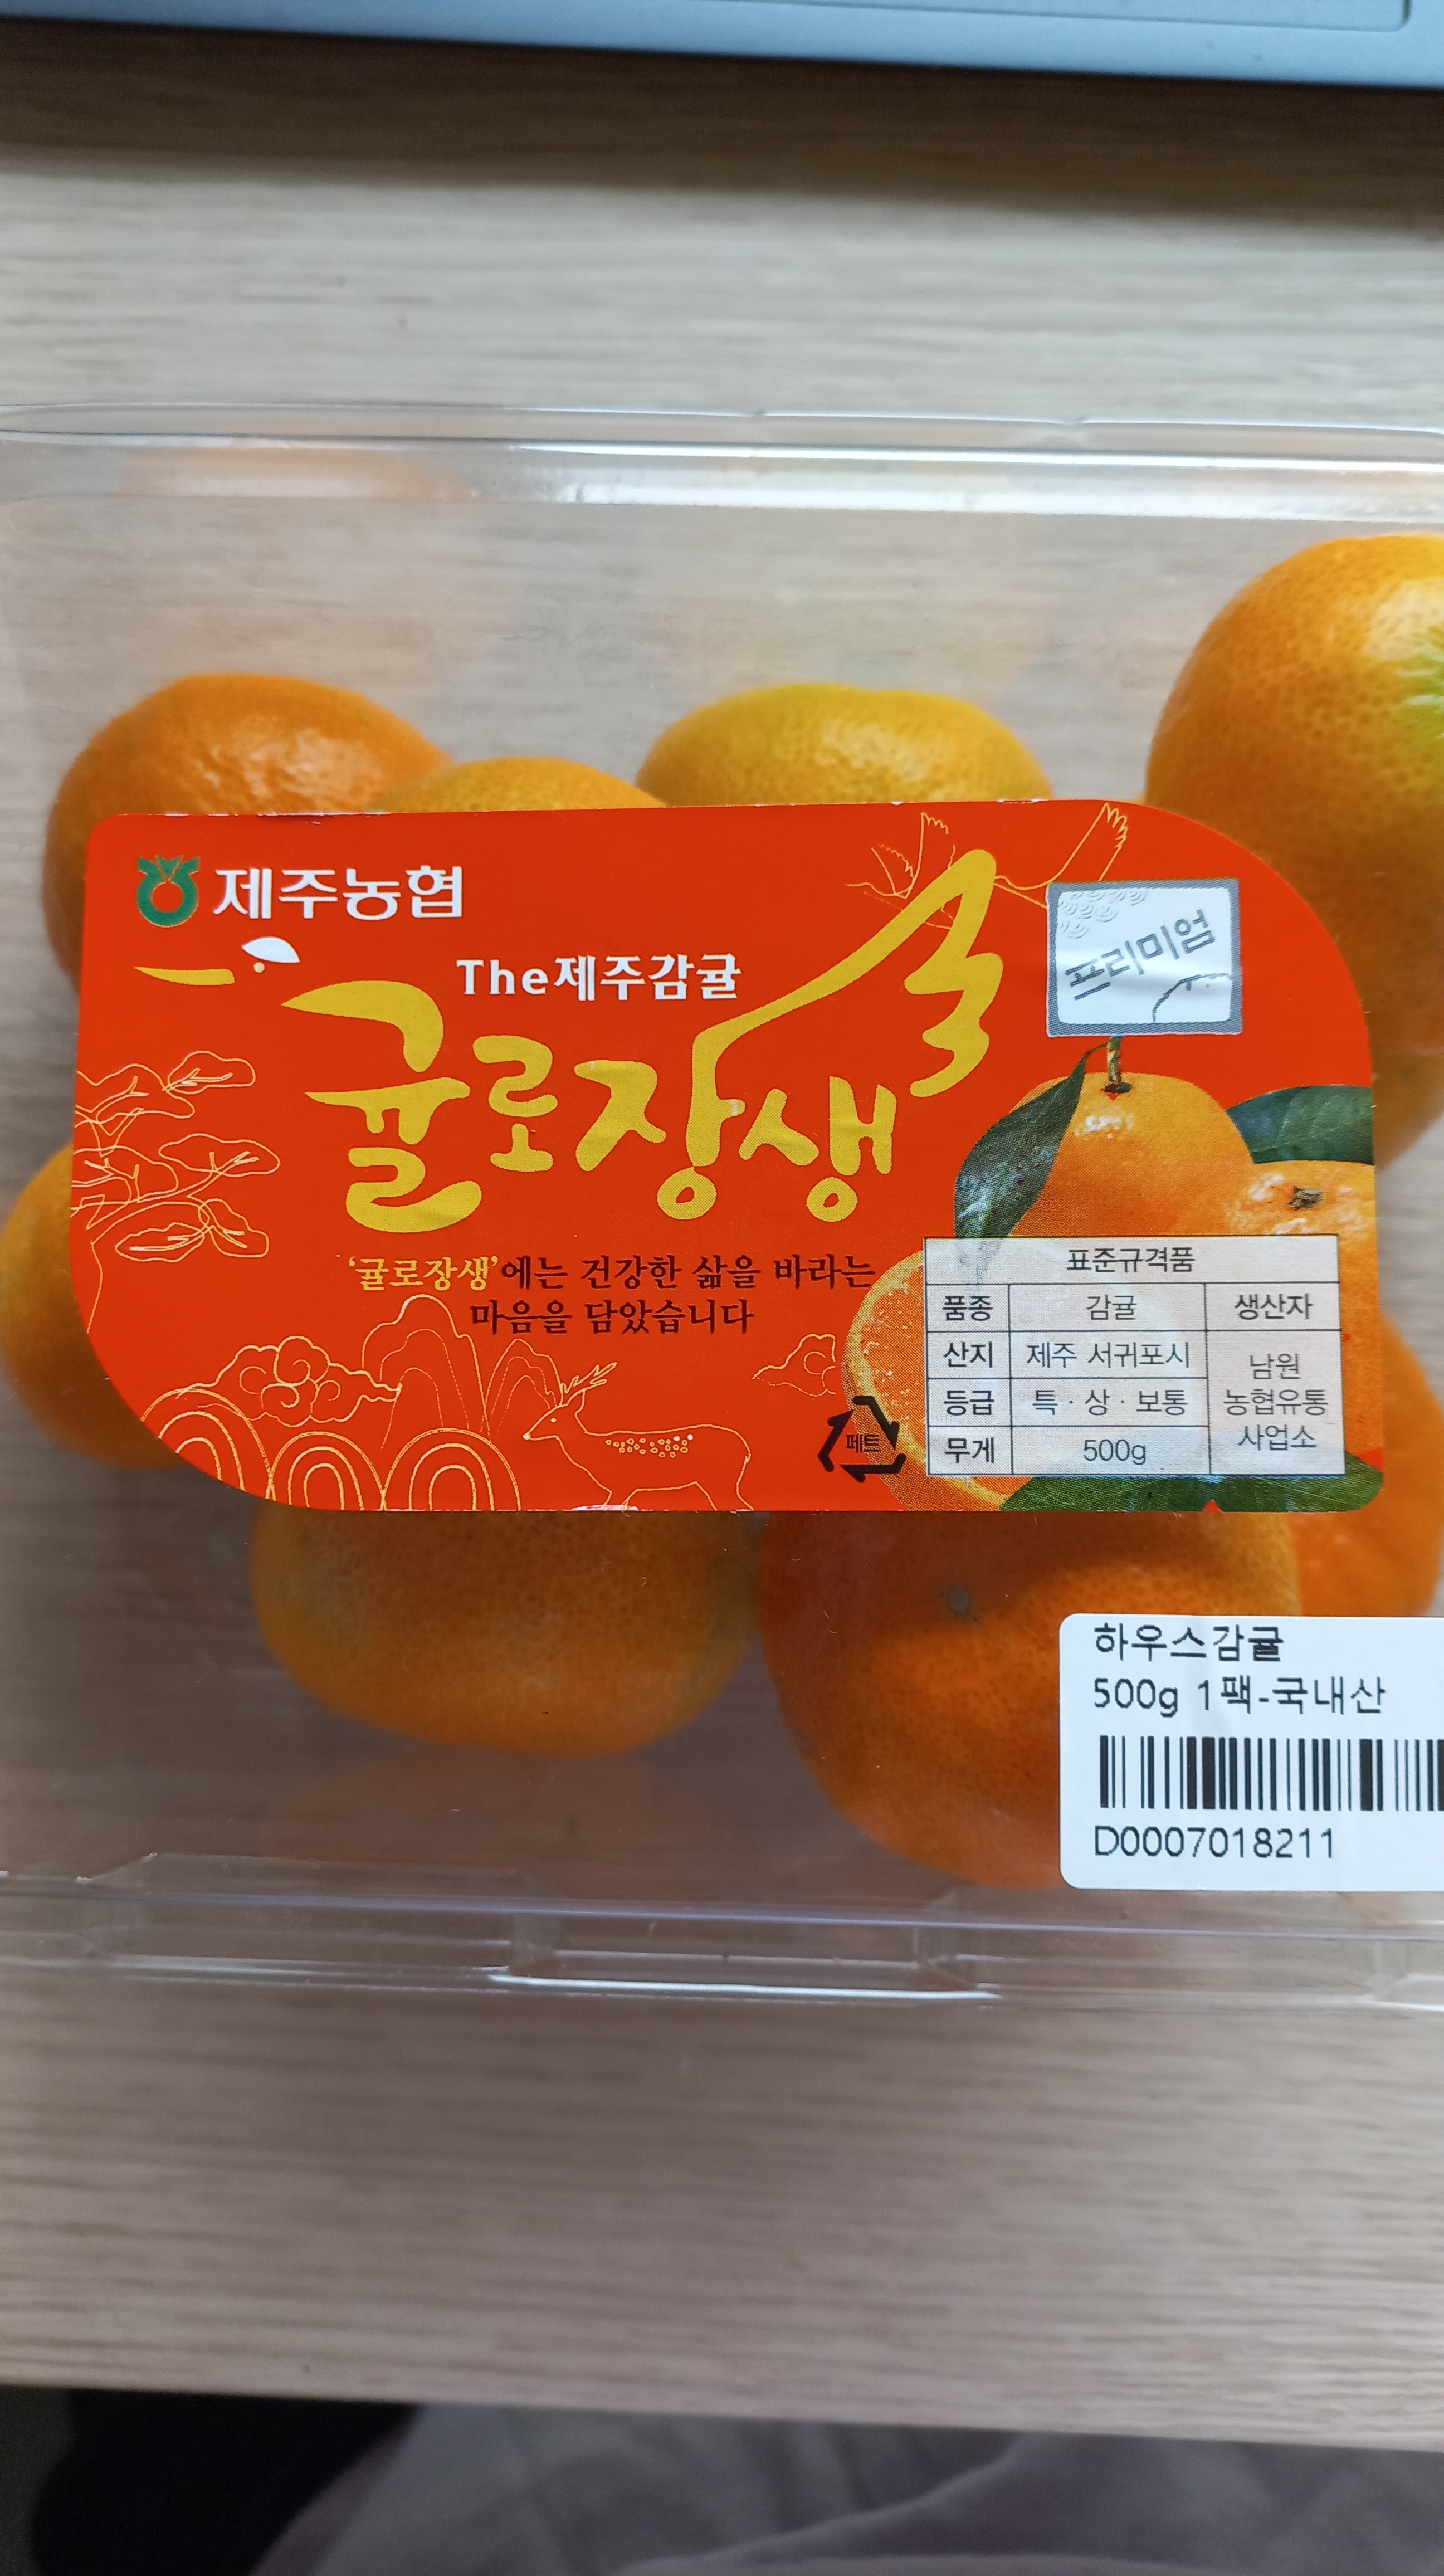 제주농협
The제주감귤
프리미엄
귤로장생
'귤로장생'에는 건강한 삶을 바라는
마음을 담았습니다
표준규격품
품종 감귤 생산자
산지 제주 서귀포시 남원
등급 특 · 상 · 보통 농협유통
무게 500g 사업소
페트
하우스감귤
500g 1팩-국내산
D0007018211